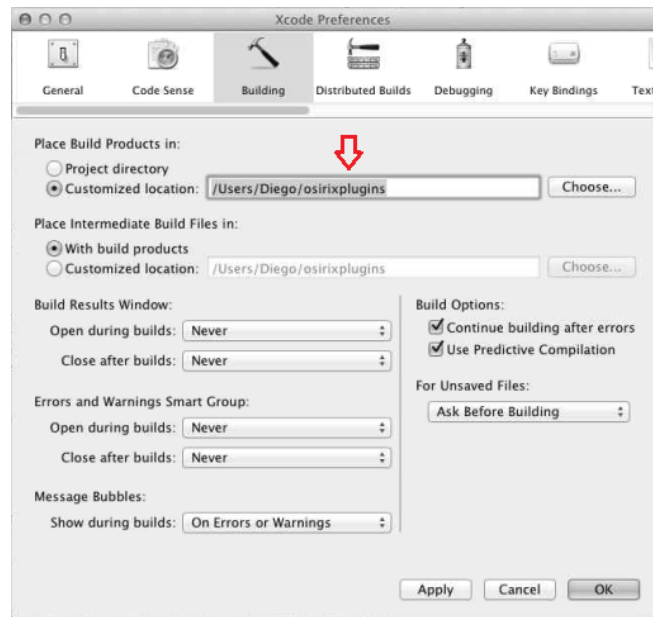 Xcode Preferences
General Code Sense Building Distributed Builds Debugging Key Bindings Text
Place Build Products in:
Project directory
Customized location: /Users/Diego/osirixplugins Choose...
Place Intermediate Build Files in:
With build products
Customized location: /Users/Diego/osirixplugins Choose...
Build Results Window:
Open during builds: Never
Close after builds: Never
Errors and Warnings Smart Group:
Open during builds: Never
Close after builds: Never
Message Bubbles:
Show during builds: On Errors or Warnings
Build Options:
Continue building after errors
Use Predictive Compilation
For Unsaved Files:
Ask Before Building
Apply Cancel OK